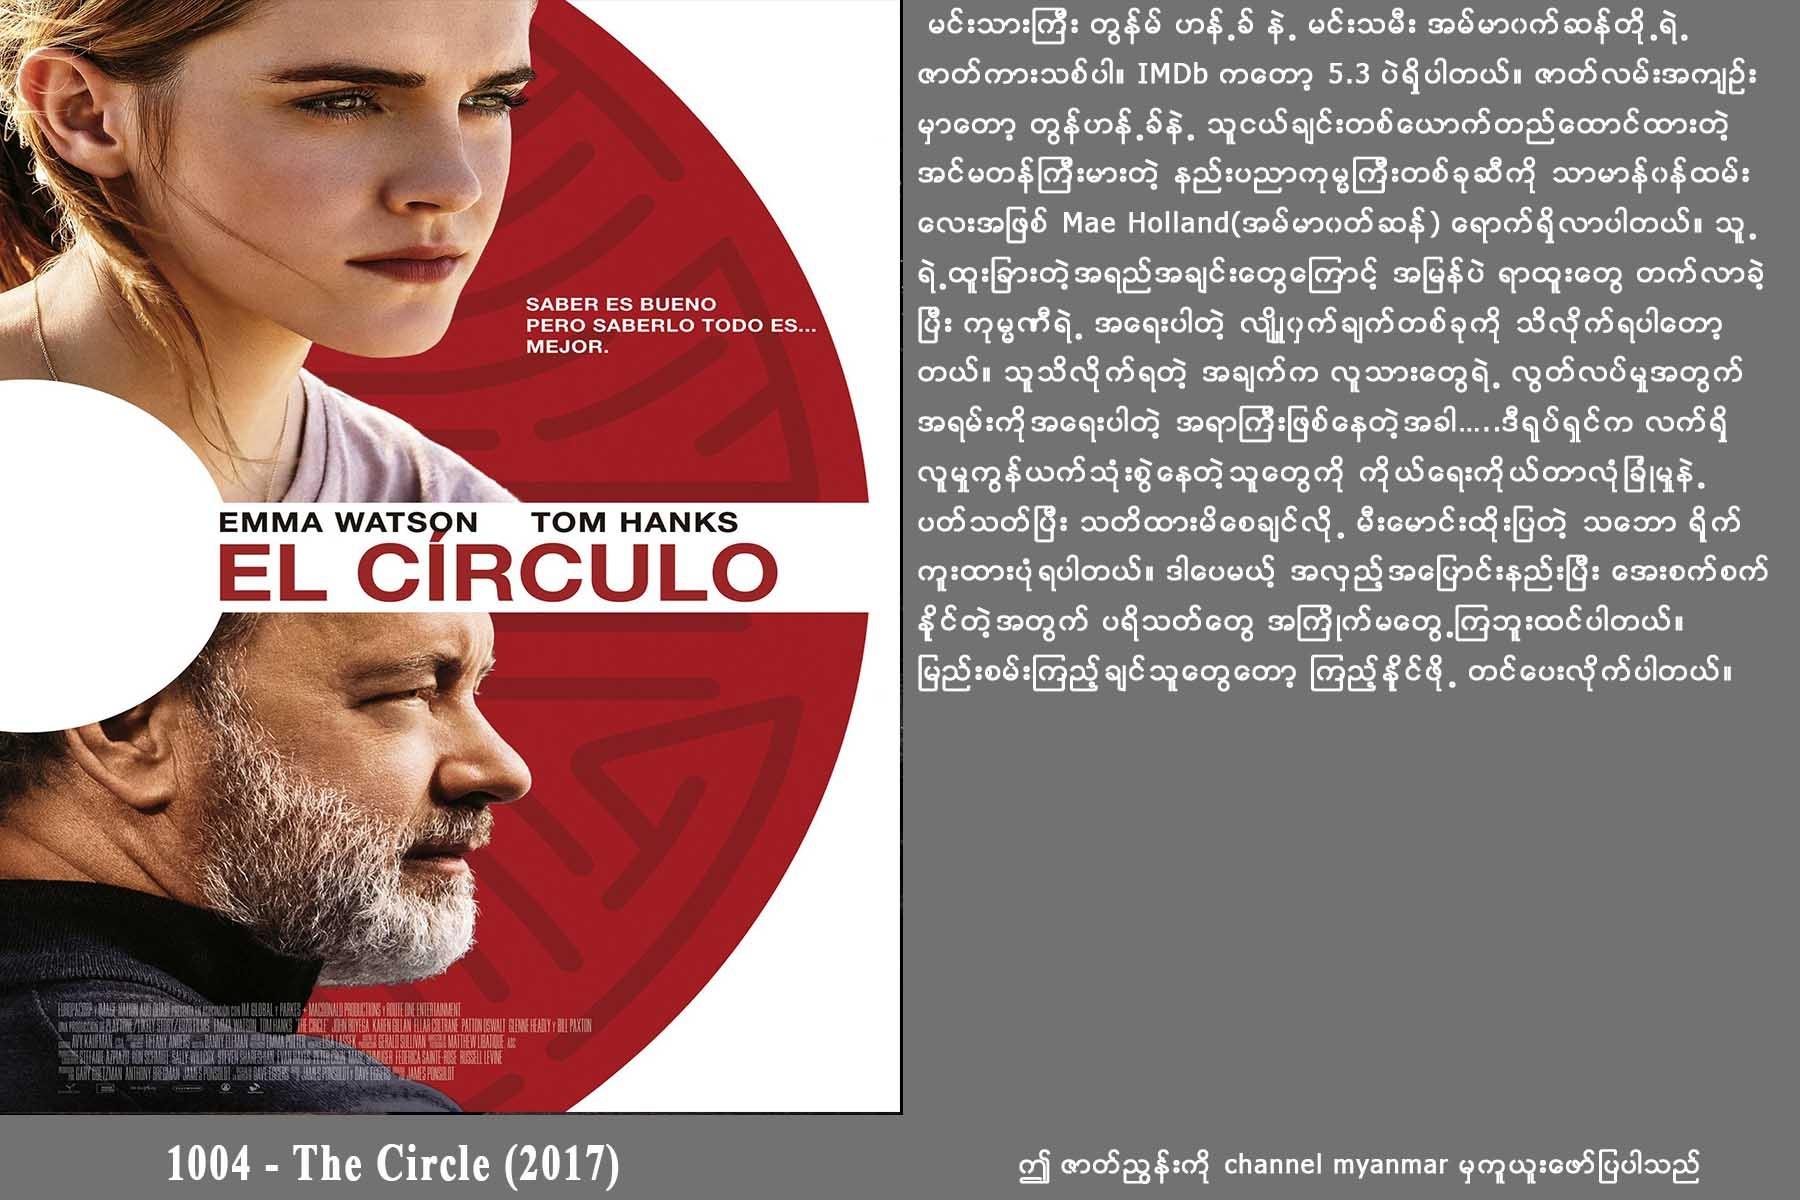 SABER ES BUENO
PERO SABERLO TODO ES...
MEJOR.
EMMA WATSON TOM HANKS
EL CÍRCULO
1004 - The Circle (2017)
မင်းသားကြီး တွန်မ် ဟန့်ခ် နဲ့ မင်းသမီး အမ်မာဝက်ဆန်တို့ရဲ့
ဇာတ်ကားသစ်ပါ။ IMDb ကတော့ 5.3 ပဲရှိပါတယ်။ ဇာတ်လမ်းအကျဉ်း
မှာတော့ တွန်ဟန့်ခ်နဲ့ သူငယ်ချင်းတစ်ယောက်တည်ထောင်ထားတဲ့
အင်မတန်ကြီးမားတဲ့ နည်းပညာကုမ္ပကြီးတစ်ခုဆီကို သာမာန်ဝန်ထမ်း
လေးအဖြစ် Mae Holland(အမ်မာဝတ်ဆန်) ရောက်ရှိလာပါတယ်။ သူ့
ရဲ့ထူးခြားတဲ့အရည်အချင်းတွေကြောင့် အမြန်ပဲ ရာထူးတွေ တက်လာခဲ့
ပြီး ကုမ္ပဏီရဲ့ အရေးပါတဲ့ လျှို့ဝှက်ချက်တစ်ခုကို သိလိုက်ရပါတော့
တယ်။ သူသိလိုက်ရတဲ့ အချက်က လူသားတွေရဲ့ လွတ်လပ်မှုအတွက်
အရမ်းကိုအရေးပါတဲ့ အရာကြီးဖြစ်နေတဲ့အခါ.....ဒီရုပ်ရှင်က လက်ရှိ
လူမှုကွန်ယက်သုံးစွဲနေတဲ့သူတွေကို ကိုယ်ရေးကိုယ်တာလုံခြုံမှုနဲ့
ပတ်သတ်ပြီး သတိထားမိစေချင်လို့ မီးမောင်းထိုးပြတဲ့ သဘော ရိုက်
ကူးထားပုံရပါတယ်။ ဒါပေမယ့် အလှည့်အပြောင်းနည်းပြီး အေးစက်စက်
နိုင်တဲ့အတွက် ပရိသတ်တွေ အကြိုက်မတွေ့ကြဘူးထင်ပါတယ်။
မြည်းစမ်းကြည့်ချင်သူတွေတော့ ကြည့်နိုင်ဖို့ တင်ပေးလိုက်ပါတယ်။
ဤ ဇာတ်ညွှန်းကို channel myanmar မှကူယူးဖော်ပြပါသည်